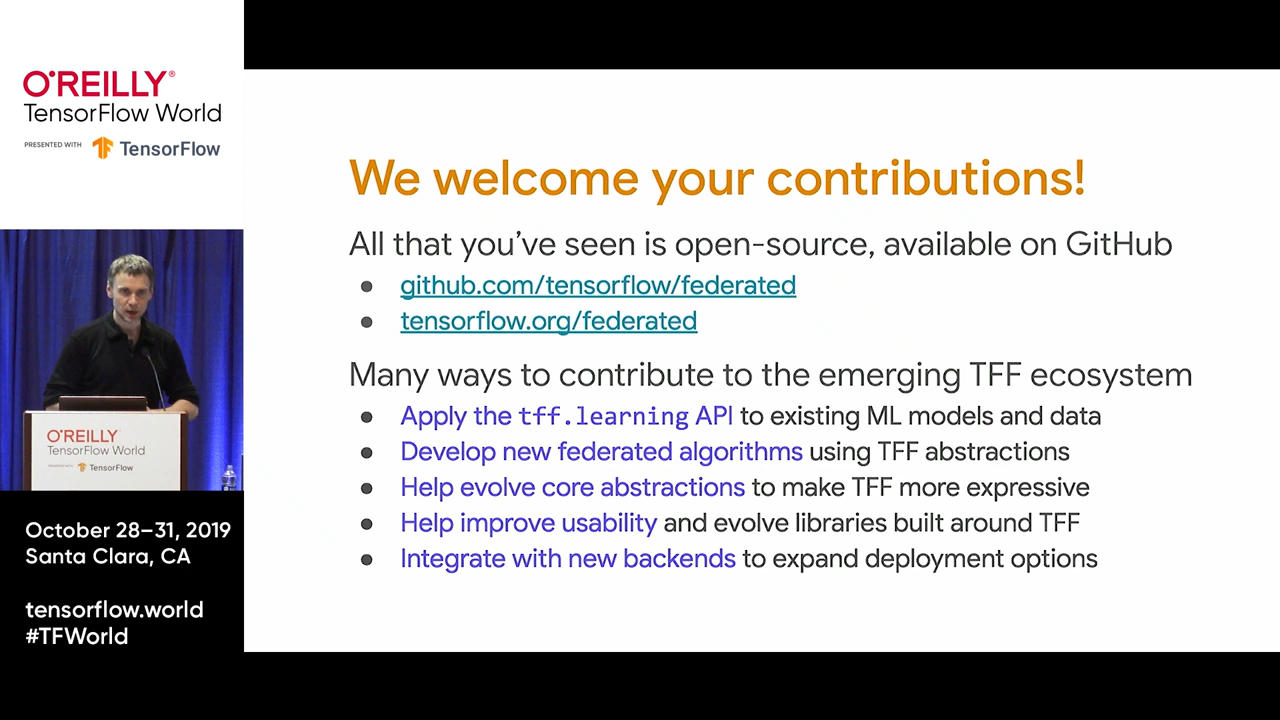 O'REILLY®
TensorFlow World
PRESENTED WITH TensorFlow
We welcome your contributions!
All that you've seen is open-source, available on GitHub
● github.com/tensorflow/federated
● tensorflow.org/federated
Many ways to contribute to the emerging TFF ecosystem
● Apply the tff.learning API to existing ML models and data
● Develop new federated algorithms using TFF abstractions
● Help evolve core abstractions to make TFF more expressive
● Help improve usability and evolve libraries built around TFF
● Integrate with new backends to expand deployment options
O'REILLY
TensorFlow World
PRESENTED WITH TensorFlow
October 28–31, 2019
Santa Clara, CA
tensorflow.world
#TFWorld